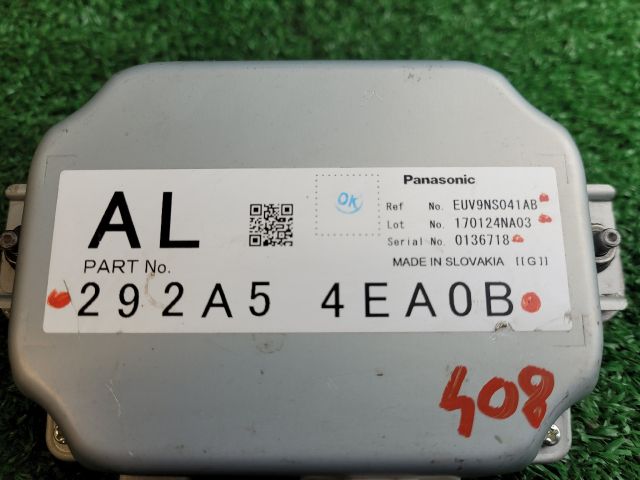 AL
OK
Panasonic
Ref No. EUV9NS041AB
Lot No. 170124NA03
Serial No. 0136718
MADE IN SLOVAKIA [[G]]
PART No.
292A5 4EA0B
408